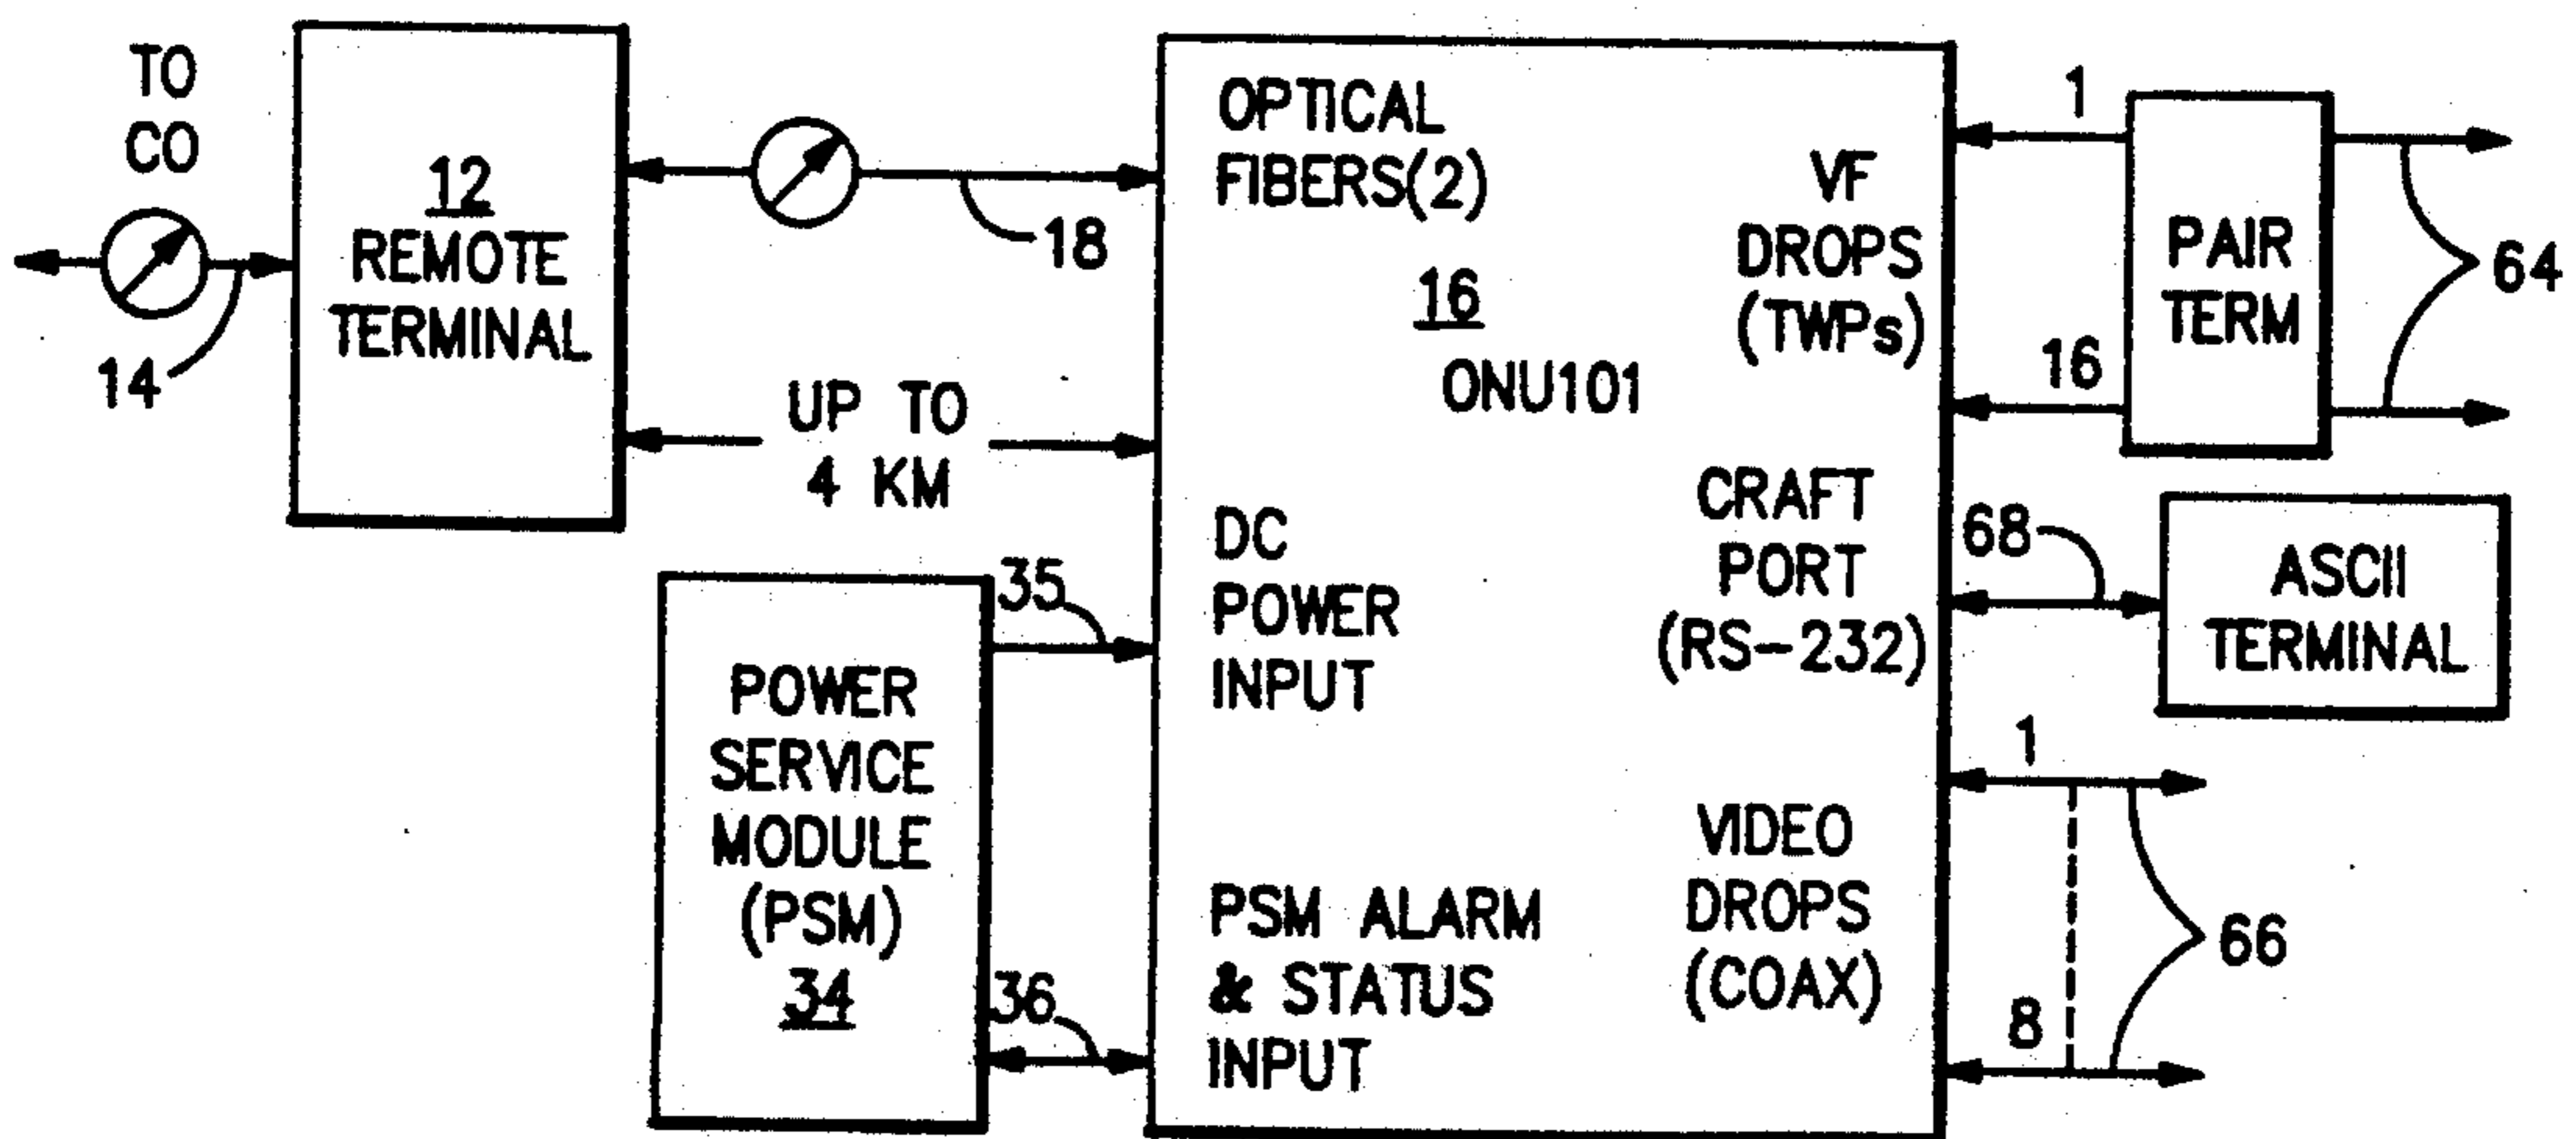 TO
CO
14
12
REMOTE
TERMINAL
18
UP TO
4 KM
POWER
SERVICE
MODULE
(PSM)
34
35
36
OPTICAL
FIBERS(2)
16
ONU101
DC
POWER
INPUT
PSM ALARM
& STATUS
INPUT
VF
DROPS
(TWPs)
CRAFT
PORT
(RS-232)
VIDEO
DROPS
(COAX)
1
16
PAIR
TERM
64
68
ASCII
TERMINAL
1
8
66